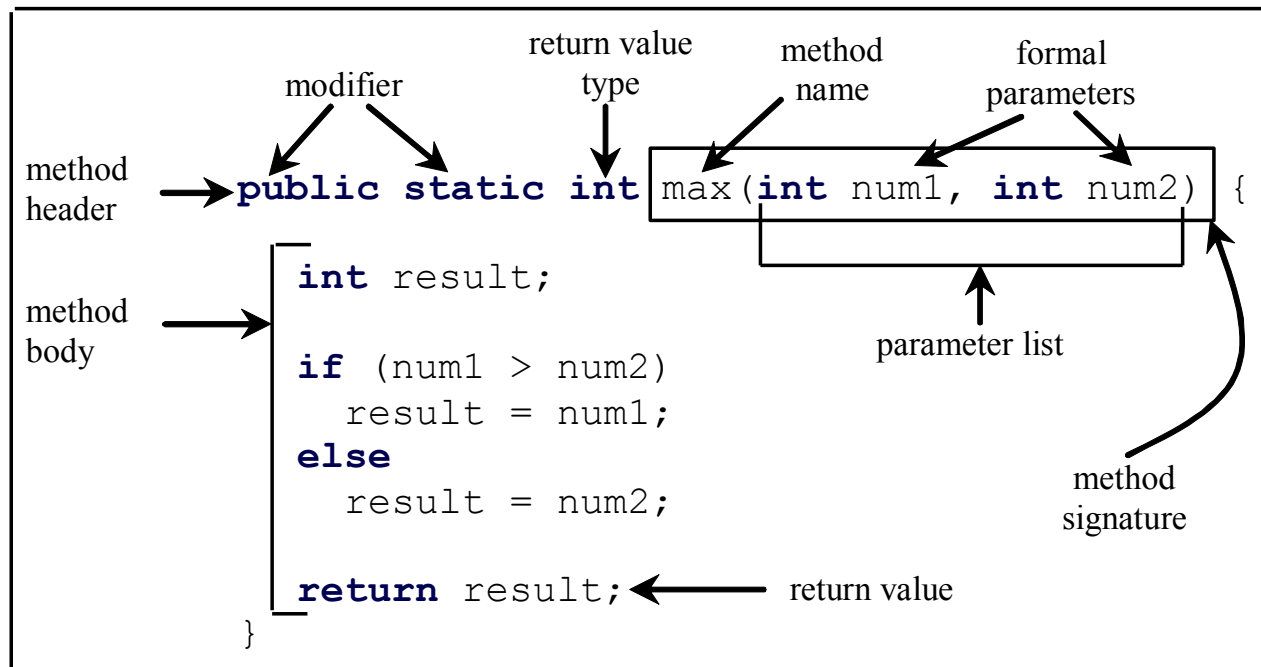 return value
type
method
name
formal
parameters
modifier
method
header
public static int max(int num1, int num2) {
int result;
method
body
parameter list
if (num1 > num2)
result = num1;
else
result = num2;
method
signature
return result;
return value
}